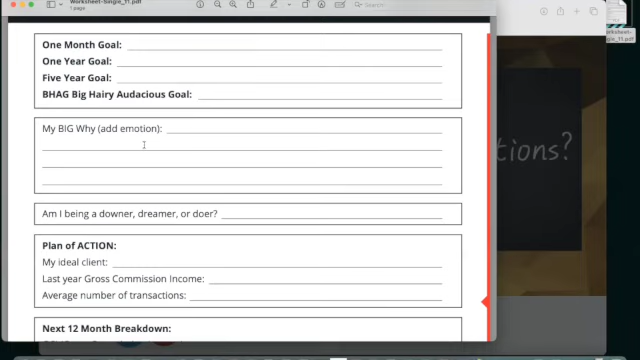 Worksheet-Single_11.pdf
1 page
Search
One Month Goal:
One Year Goal:
Five Year Goal:
BHAG Big Hairy Audacious Goal:
My BIG Why (add emotion):
Am I being a downer, dreamer, or doer?
Plan of ACTION:
My ideal client:
Last year Gross Commission Income:
Average number of transactions:
Next 12 Month Breakdown:
tions?